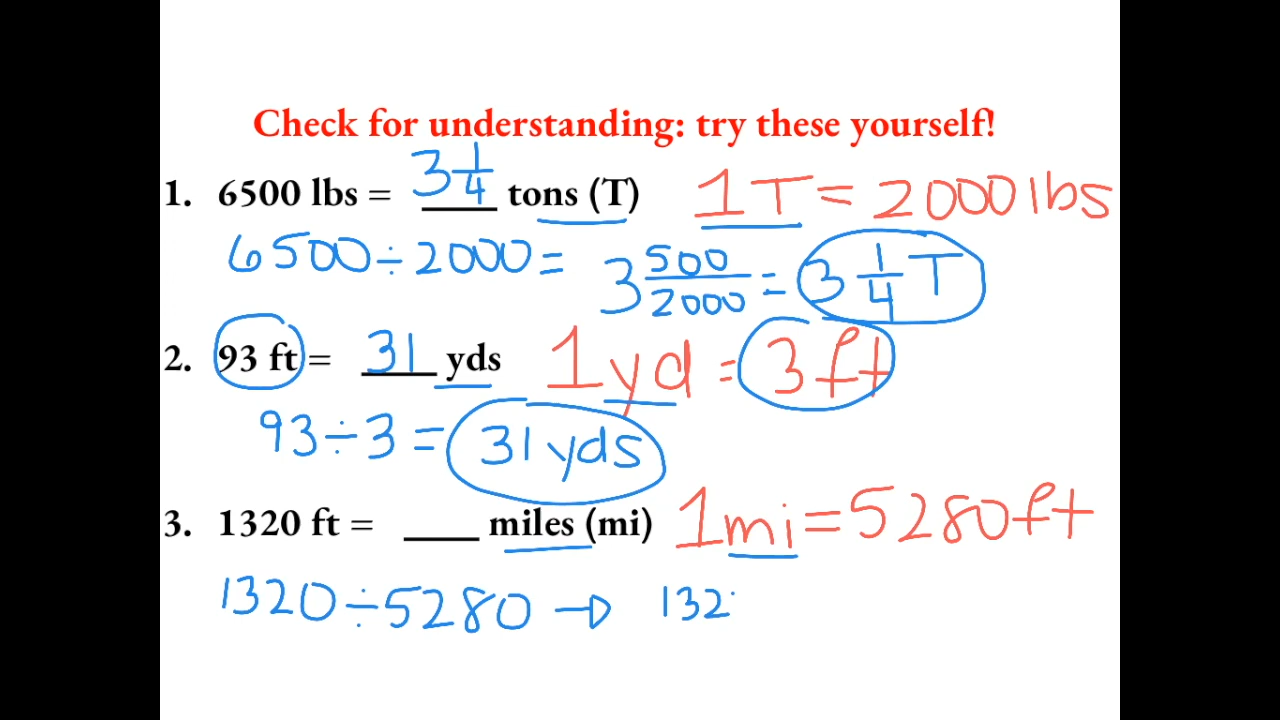 Check for understanding: try these yourself!
1. 6500 lbs = 3 1/4 tons (T) 1 T = 2000 lbs
6500 ÷ 2000 = 3 500/2000 = 3 1/4 T
2. 93 ft = 31 yds 1 yd = 3 ft
93 ÷ 3 = 31 yds
3. 1320 ft = ____ miles (mi) 1 mi = 5280 ft
1320 ÷ 5280 → 132